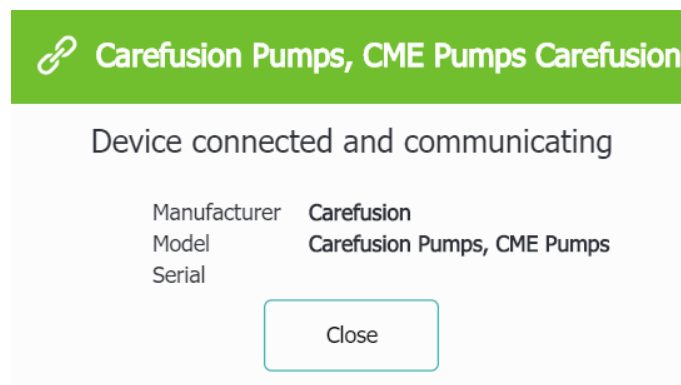 Carefusion Pumps, CME Pumps Carefusion
Device connected and communicating
Manufacturer Carefusion
Model Carefusion Pumps, CME Pumps
Serial
Close